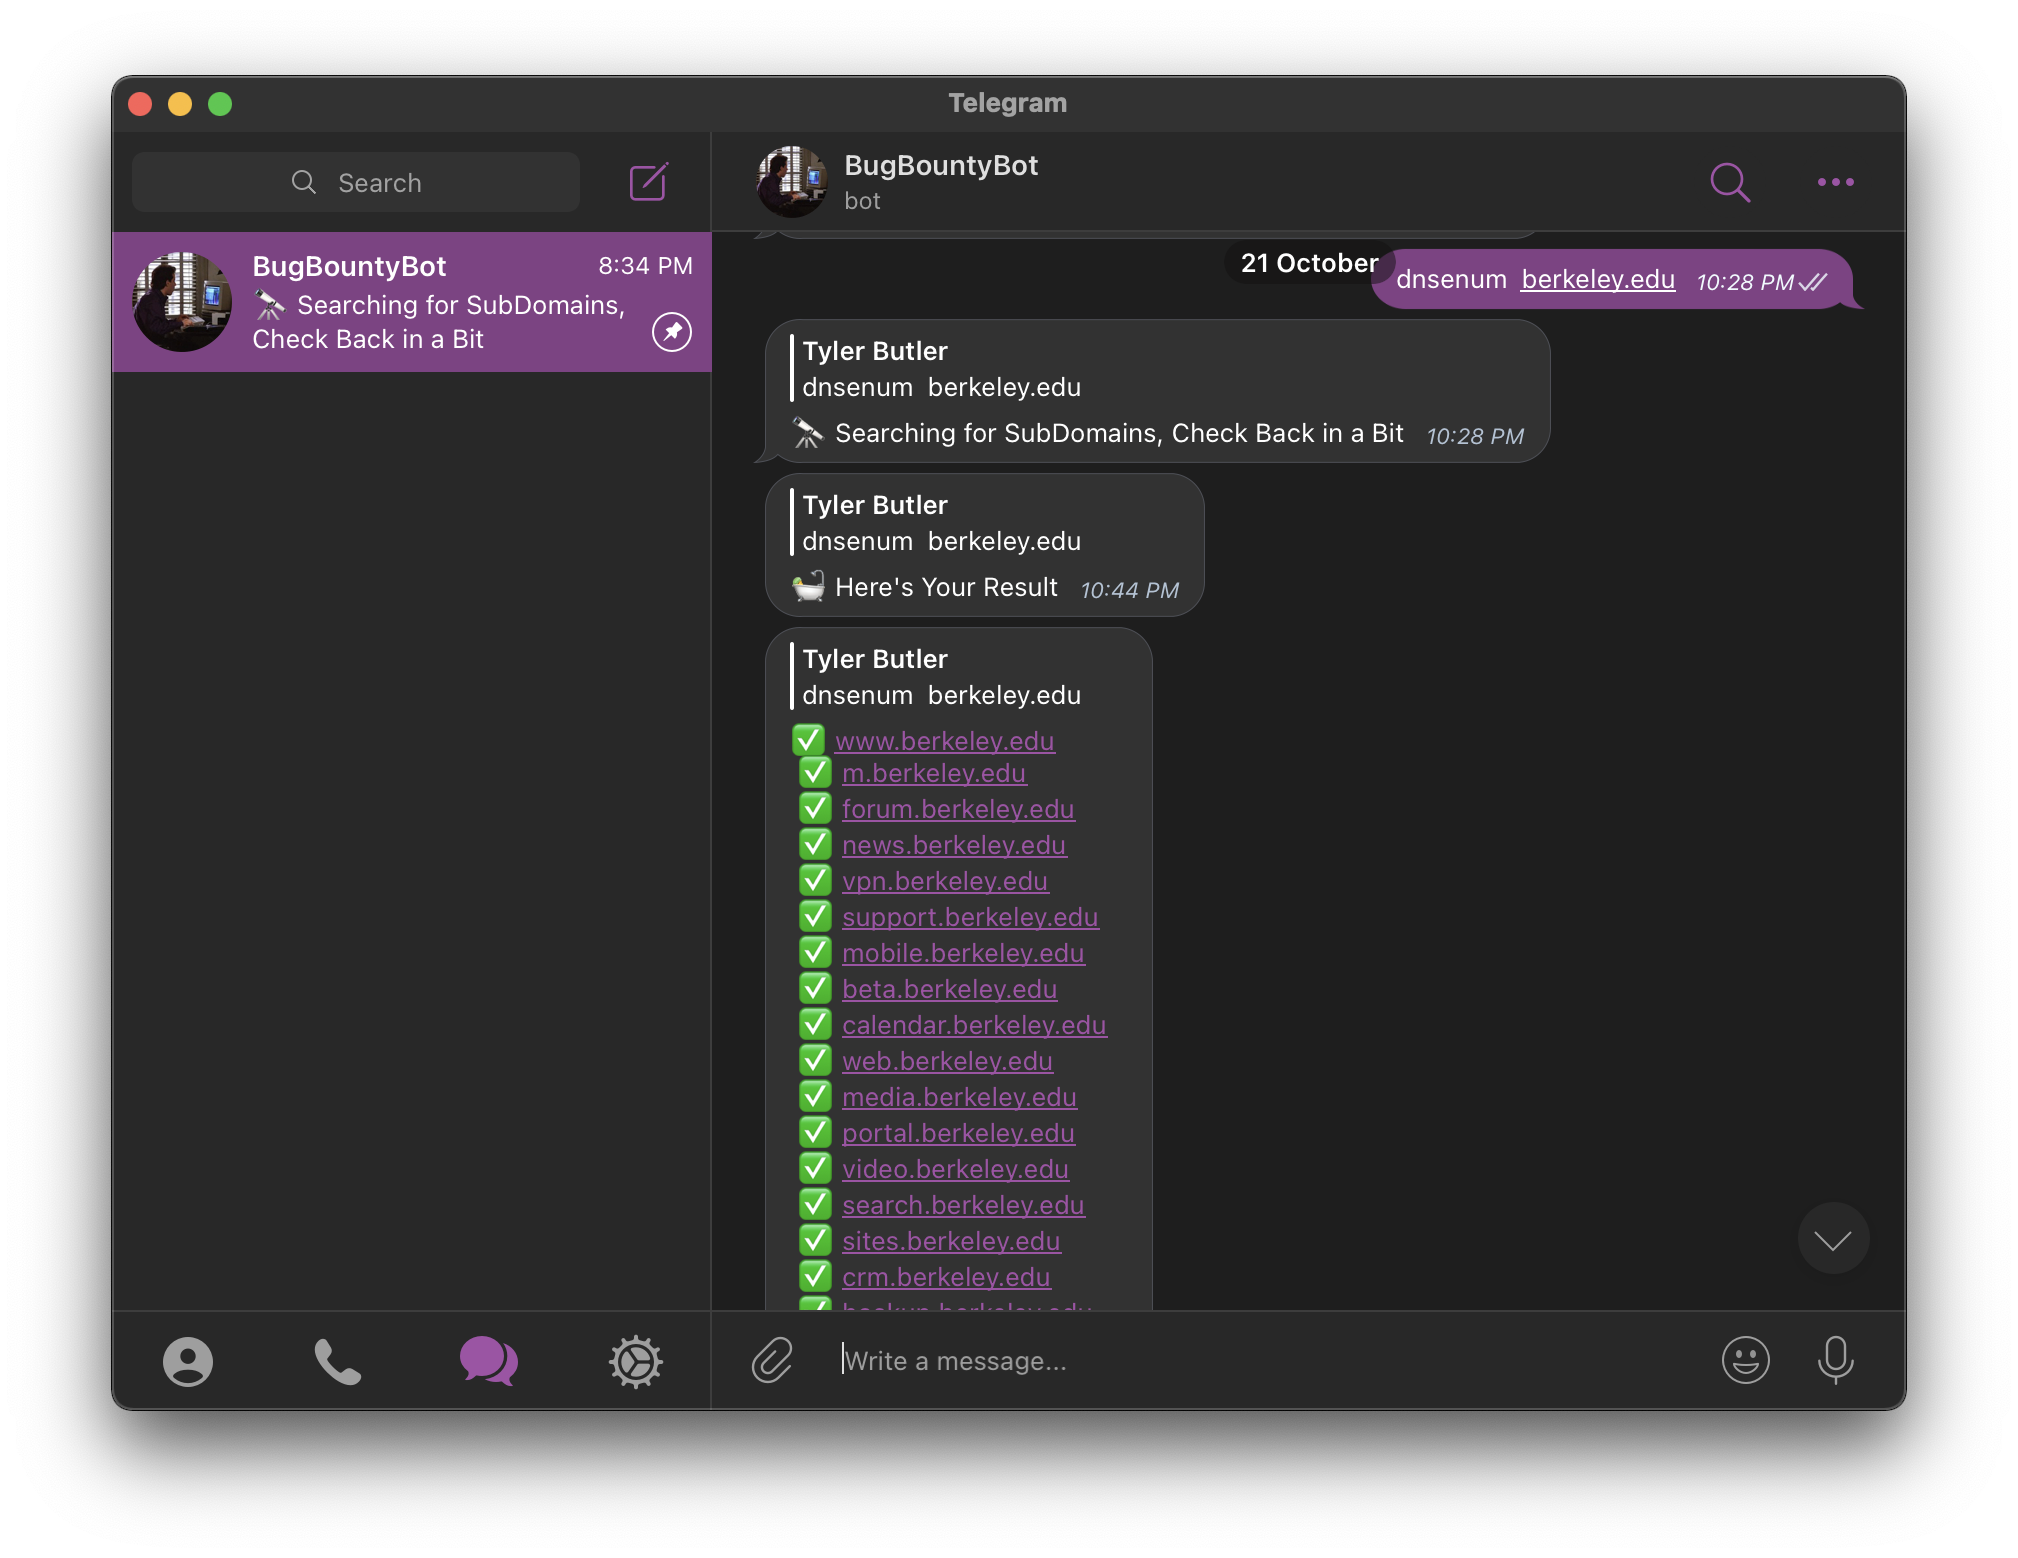 Telegram
Search
BugBountyBot
8:34 PM
🔭 Searching for SubDomains,
Check Back in a Bit
BugBountyBot
bot
21 October
dnsenum berkeley.edu 10:28 PM
Tyler Butler
dnsenum berkeley.edu
🔭 Searching for SubDomains, Check Back in a Bit 10:28 PM
Tyler Butler
dnsenum berkeley.edu
🛀 Here's Your Result 10:44 PM
Tyler Butler
dnsenum berkeley.edu
✅ www.berkeley.edu
✅ m.berkeley.edu
✅ forum.berkeley.edu
✅ news.berkeley.edu
✅ vpn.berkeley.edu
✅ support.berkeley.edu
✅ mobile.berkeley.edu
✅ beta.berkeley.edu
✅ calendar.berkeley.edu
✅ web.berkeley.edu
✅ media.berkeley.edu
✅ portal.berkeley.edu
✅ video.berkeley.edu
✅ search.berkeley.edu
✅ sites.berkeley.edu
✅ crm.berkeley.edu
✅ backup.berkeley.edu
Write a message...